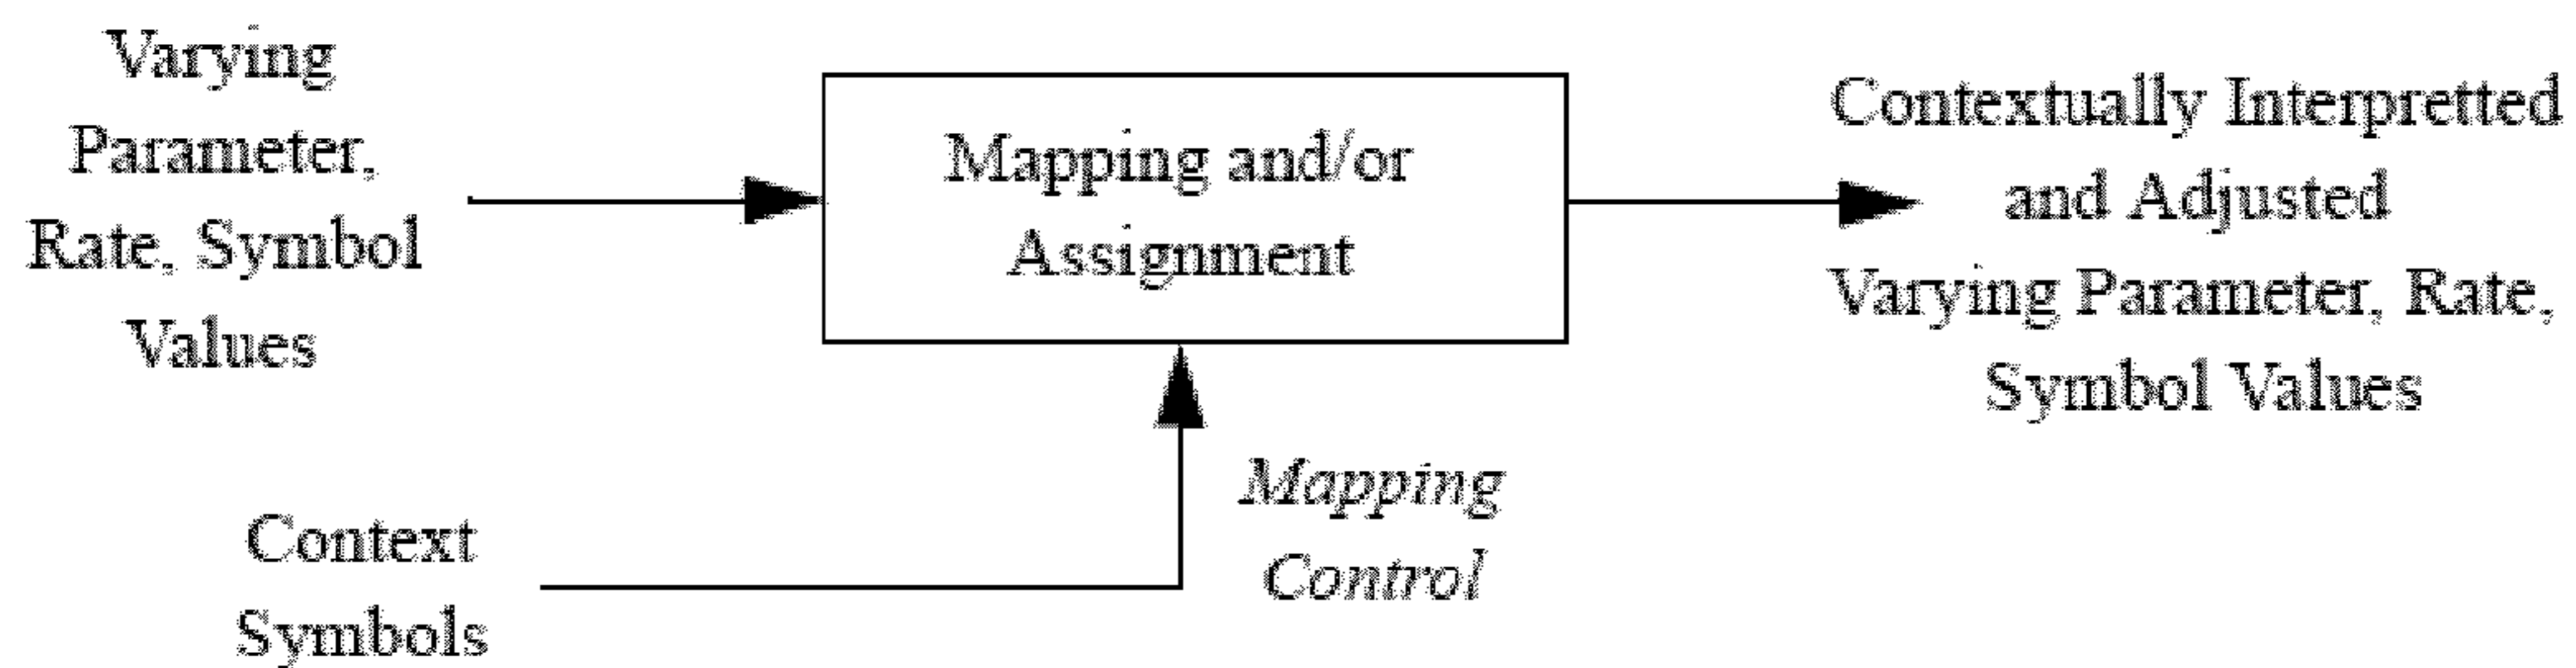 Varying
Parameter,
Rate, Symbol
Values
Mapping and/or
Assignment
Contextually Interpretted
and Adjusted
Varying Parameter, Rate,
Symbol Values
Context
Symbols
Mapping
Control